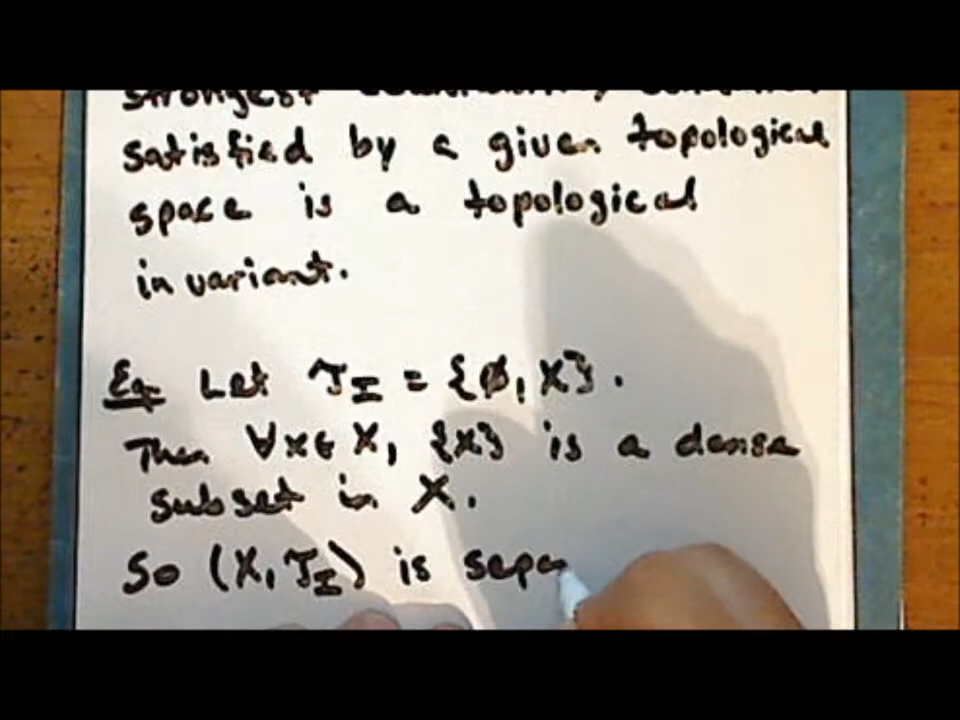 strongest
satisfied by a given topological
space is a topological
invariant.
Eg Let 𝒯_I = {∅, X}.
Then ∀x∈X, {x} is a dense
subset in X.
So (X, 𝒯_I) is sepa